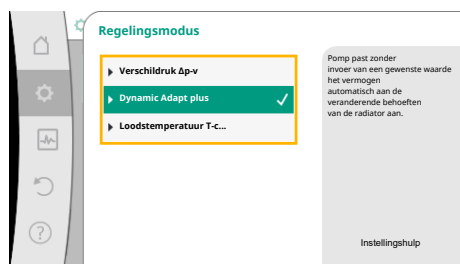 Regelingsmodus
Verschildruk Δp-v
Dynamic Adapt plus
Loodstemperatuur T-c...
Pomp past zonder
invoer van een gewenste waarde
het vermogen
automatisch aan de
veranderende behoeften
van de radiator aan.
Instellingshulp